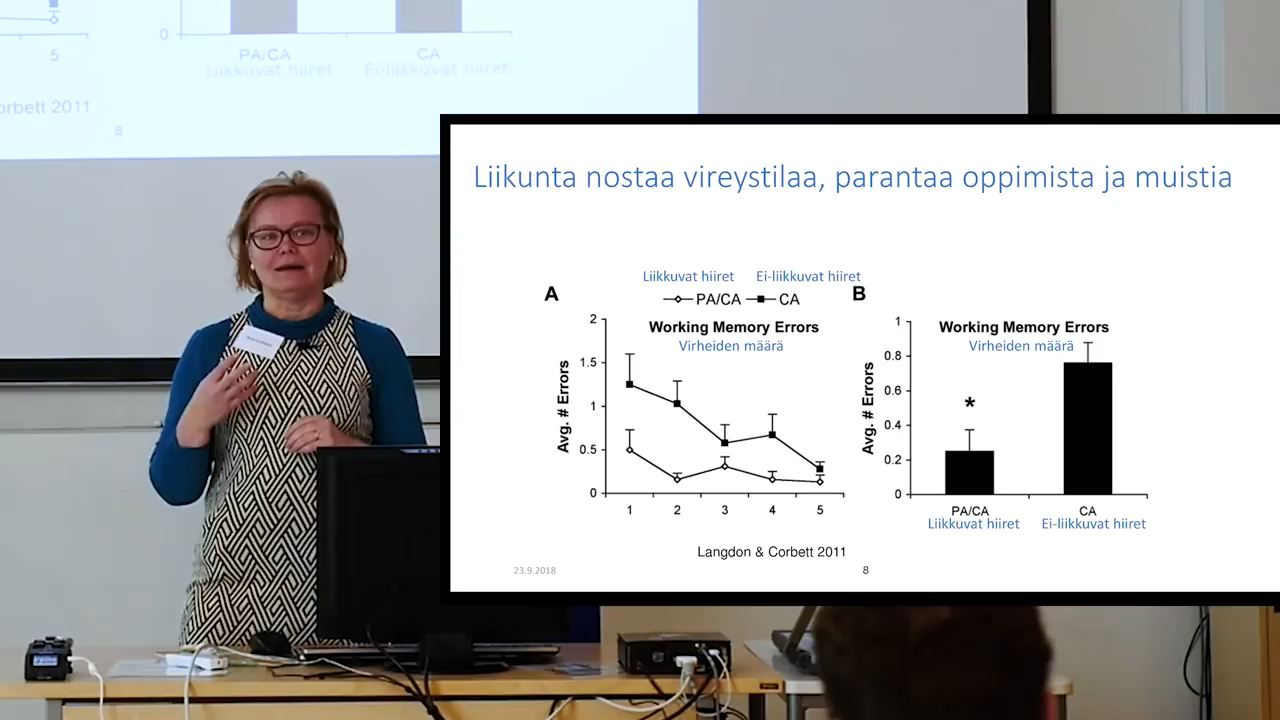 5
0
PA/CA
CA
Liikkuvat hiiret
Ei-liikkuvat hiiret
orbett 2011
8
Liikunta nostaa vireystilaa, parantaa oppimista ja muistia
Liikkuvat hiiret Ei-liikkuvat hiiret
A
PA/CA CA
Working Memory Errors
Virheiden määrä
Avg. # Errors
2
1.5
1
0.5
0
1 2 3 4 5
B
Working Memory Errors
Virheiden määrä
Avg. # Errors
1
0.8
0.6
0.4
0.2
0
*
PA/CA CA
Liikkuvat hiiret Ei-liikkuvat hiiret
Langdon & Corbett 2011
23.9.2018
8